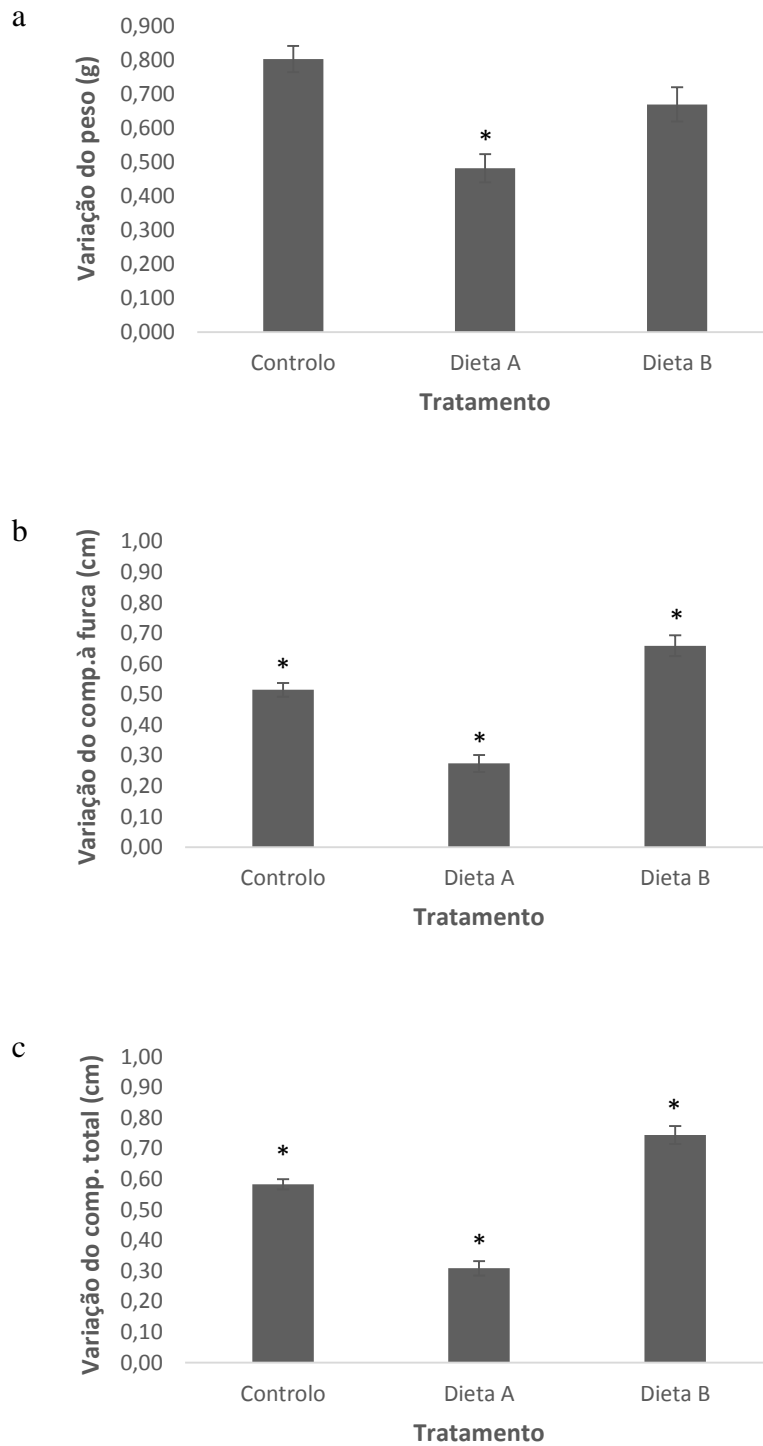 a
Variação do peso (g)
0,900
0,800
0,700
0,600
0,500
0,400
0,300
0,200
0,100
0,000
*
Controlo
Dieta A
Dieta B
Tratamento
b
Variação do comp.à furca (cm)
1,00
0,90
0,80
0,70
0,60
0,50
0,40
0,30
0,20
0,10
0,00
*
*
*
Controlo
Dieta A
Dieta B
Tratamento
c
Variação do comp. total (cm)
1,00
0,90
0,80
0,70
0,60
0,50
0,40
0,30
0,20
0,10
0,00
*
*
*
Controlo
Dieta A
Dieta B
Tratamento